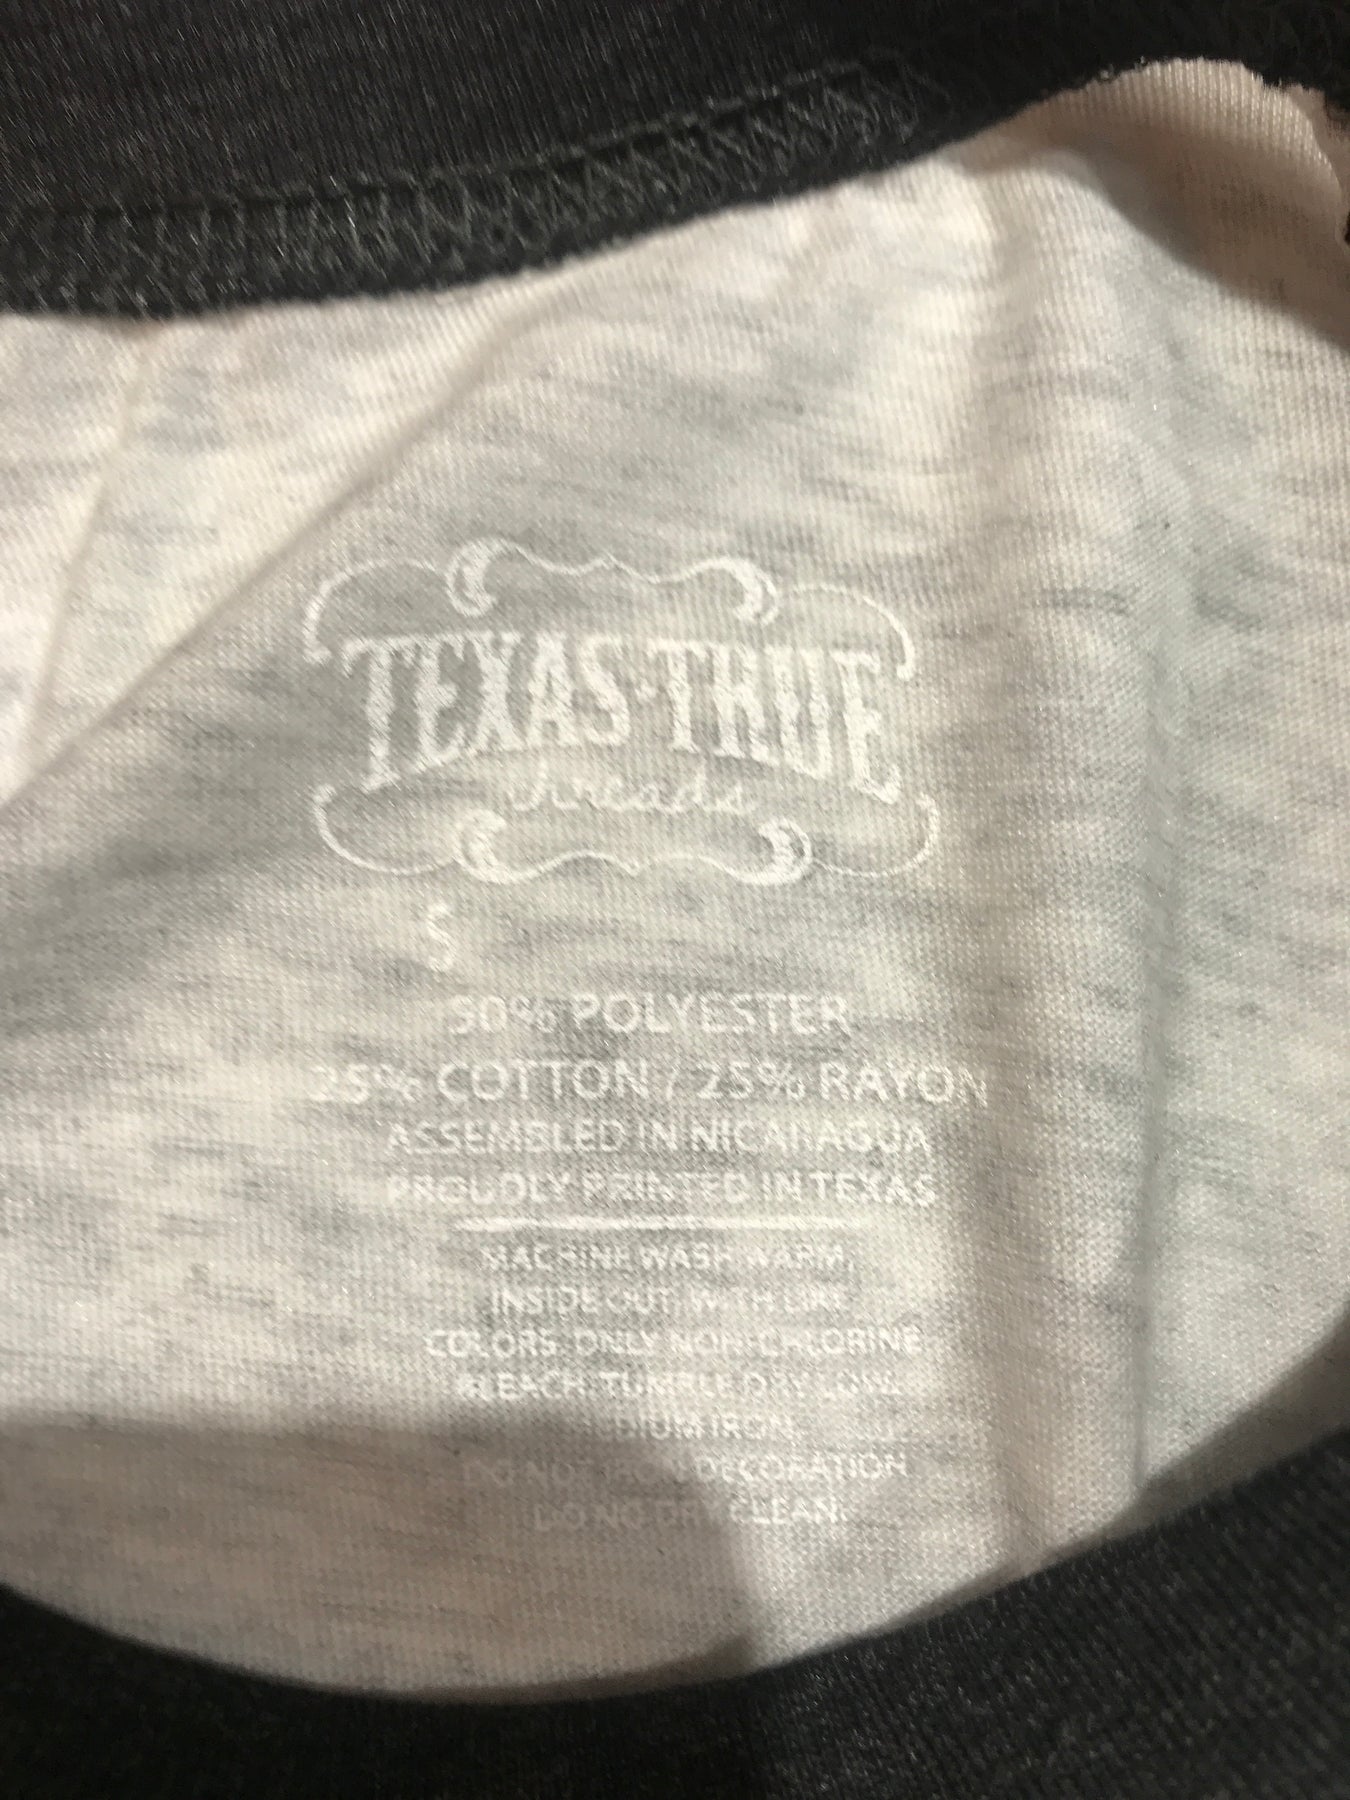 TEXAS TRUE
threads
S
50% POLYESTER
25% COTTON / 25% RAYON
ASSEMBLED IN NICARAGUA
PROUDLY PRINTED IN TEXAS
MACHINE WASH WARM,
INSIDE OUT, WITH LIKE
COLORS. ONLY NON-CHLORINE
BLEACH. TUMBLE DRY LOW.
IRON.
DO NOT IRON DECORATION
DO NOT DRY CLEAN.